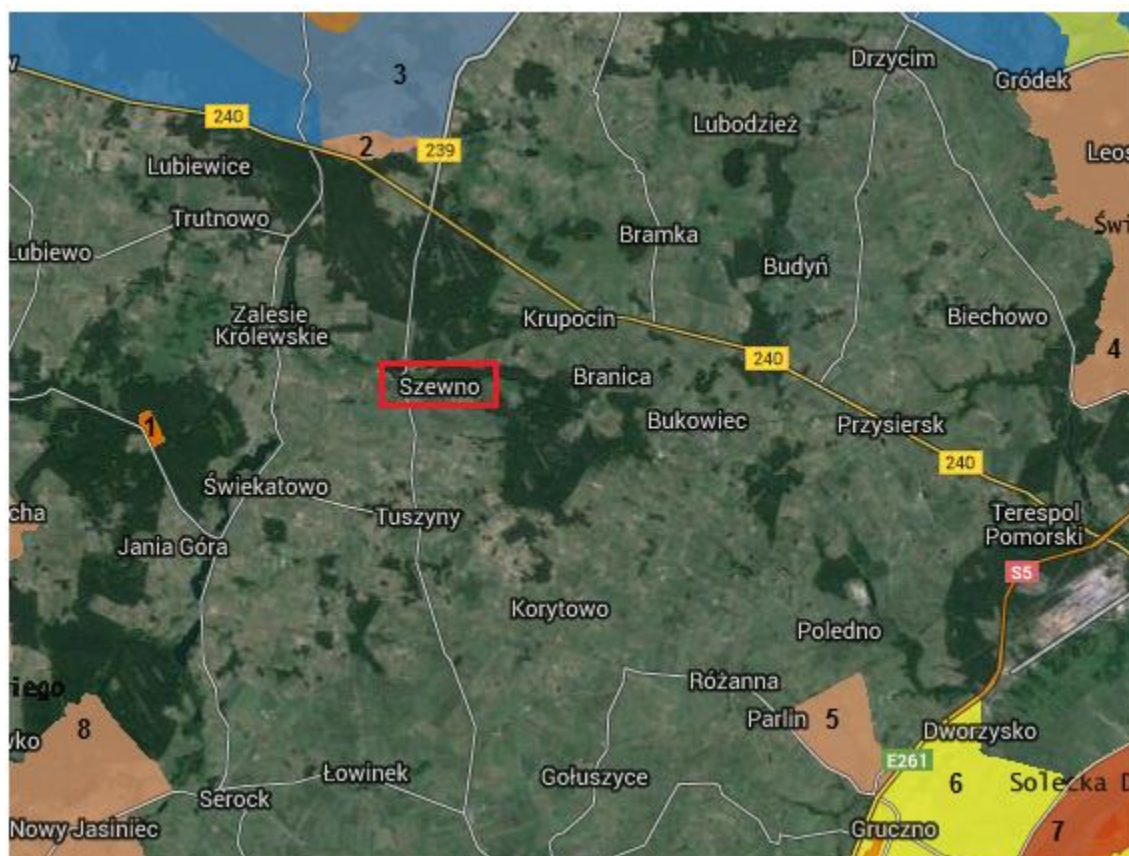 3
Drzycim
Gródek
240
Lubodzież
2
239
Lubiewice
Leos
Trutnowo
Świ
Lubiewo
Bramka
Budyń
Zalesie
Królewskie
Krupocin
Biechowo
4
240
Szewno
Branica
1
Bukowiec
Przysiersk
240
Świekatowo
cha
Tuszyny
Terespol
Pomorski
Jania Góra
S5
Korytowo
Poledno
iego
Różanna
8
Parlin
5
Dworzysko
wko
E261
Łowinek
Gołuszyce
6
Solecka D
Serock
Nowy Jasiniec
Gruczno
7